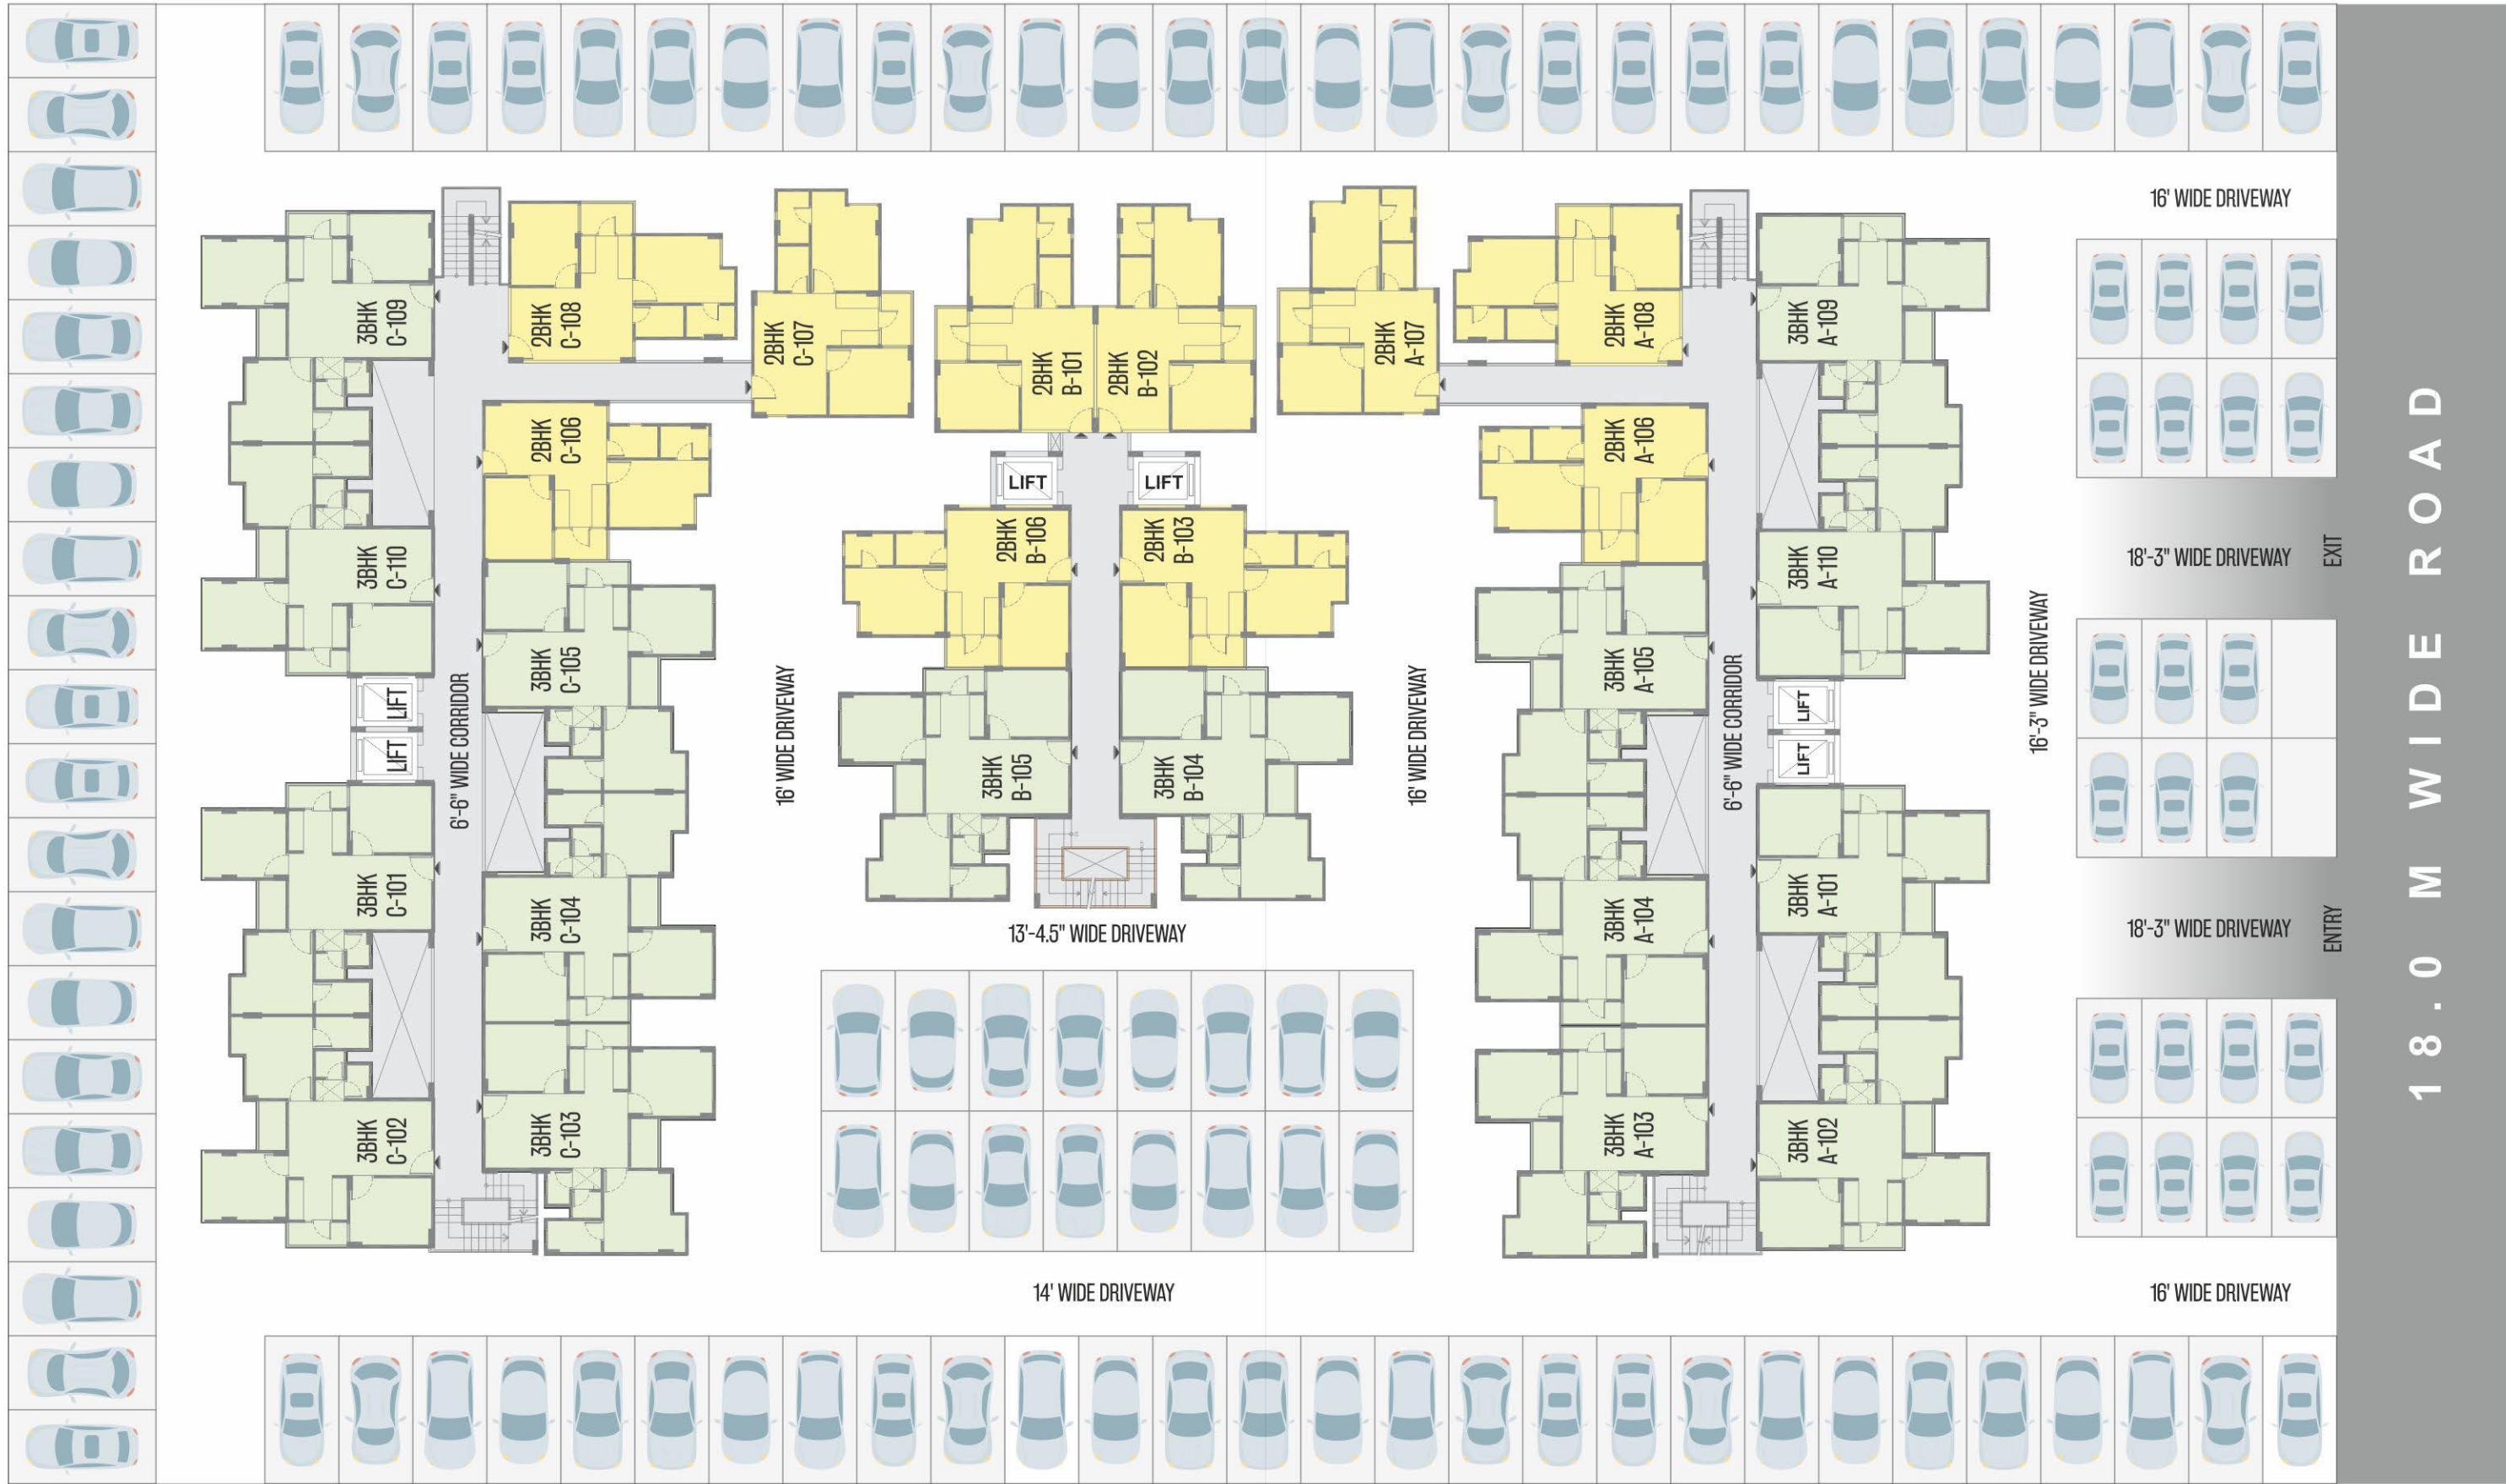 16' WIDE DRIVEWAY
3BHK
C-109
2BHK
C-108
2BHK
C-107
2BHK
B-101
2BHK
B-102
2BHK
A-107
2BHK
A-108
3BHK
A-109
2BHK
C-106
LIFT
LIFT
2BHK
A-106
3BHK
C-110
2BHK
B-106
2BHK
B-103
3BHK
A-110
18'-3" WIDE DRIVEWAY
EXIT
3BHK
C-105
3BHK
A-105
LIFT
LIFT
6'-6" WIDE CORRIDOR
16' WIDE DRIVEWAY
3BHK
B-105
3BHK
B-104
16' WIDE DRIVEWAY
6'-6" WIDE CORRIDOR
LIFT
LIFT
16'-3" WIDE DRIVEWAY
18.0 M WIDE ROAD
3BHK
C-101
3BHK
C-104
13'-4.5" WIDE DRIVEWAY
3BHK
A-104
3BHK
A-101
18'-3" WIDE DRIVEWAY
ENTRY
3BHK
C-102
3BHK
C-103
3BHK
A-103
3BHK
A-102
14' WIDE DRIVEWAY
16' WIDE DRIVEWAY